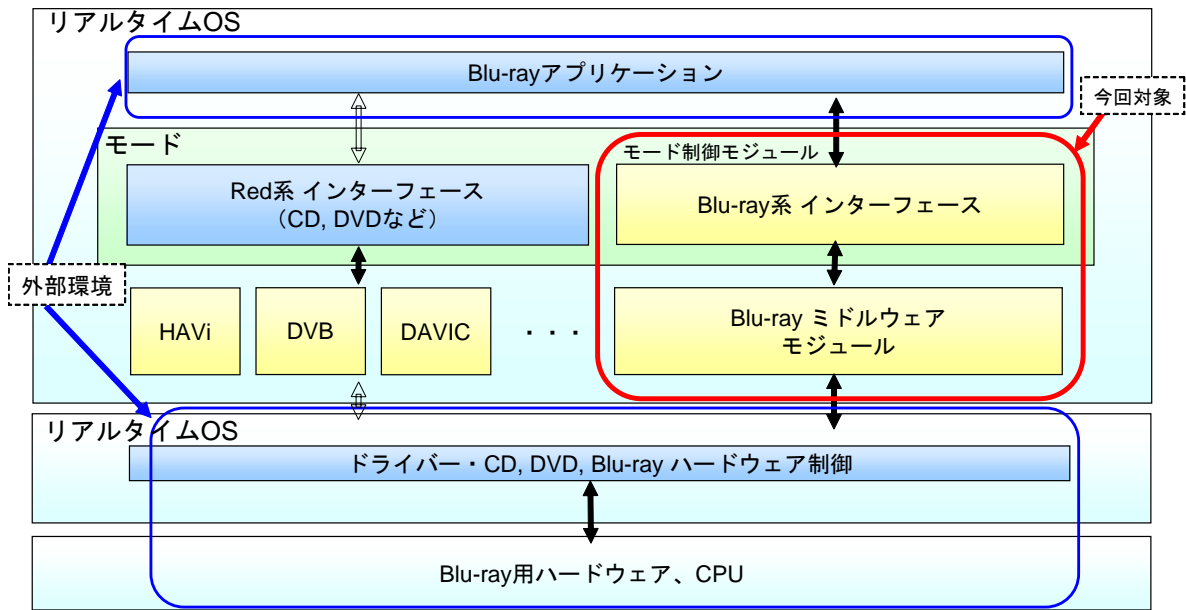 リアルタイムOS
Blu-rayアプリケーション
今回対象
モード
モード制御モジュール
Red系 インターフェース
（CD, DVDなど）
Blu-ray系 インターフェース
外部環境
HAVi
DVB
DAVIC
・・・
Blu-ray ミドルウェア
モジュール
リアルタイムOS
ドライバー・CD, DVD, Blu-ray ハードウェア制御
Blu-ray用ハードウェア、CPU